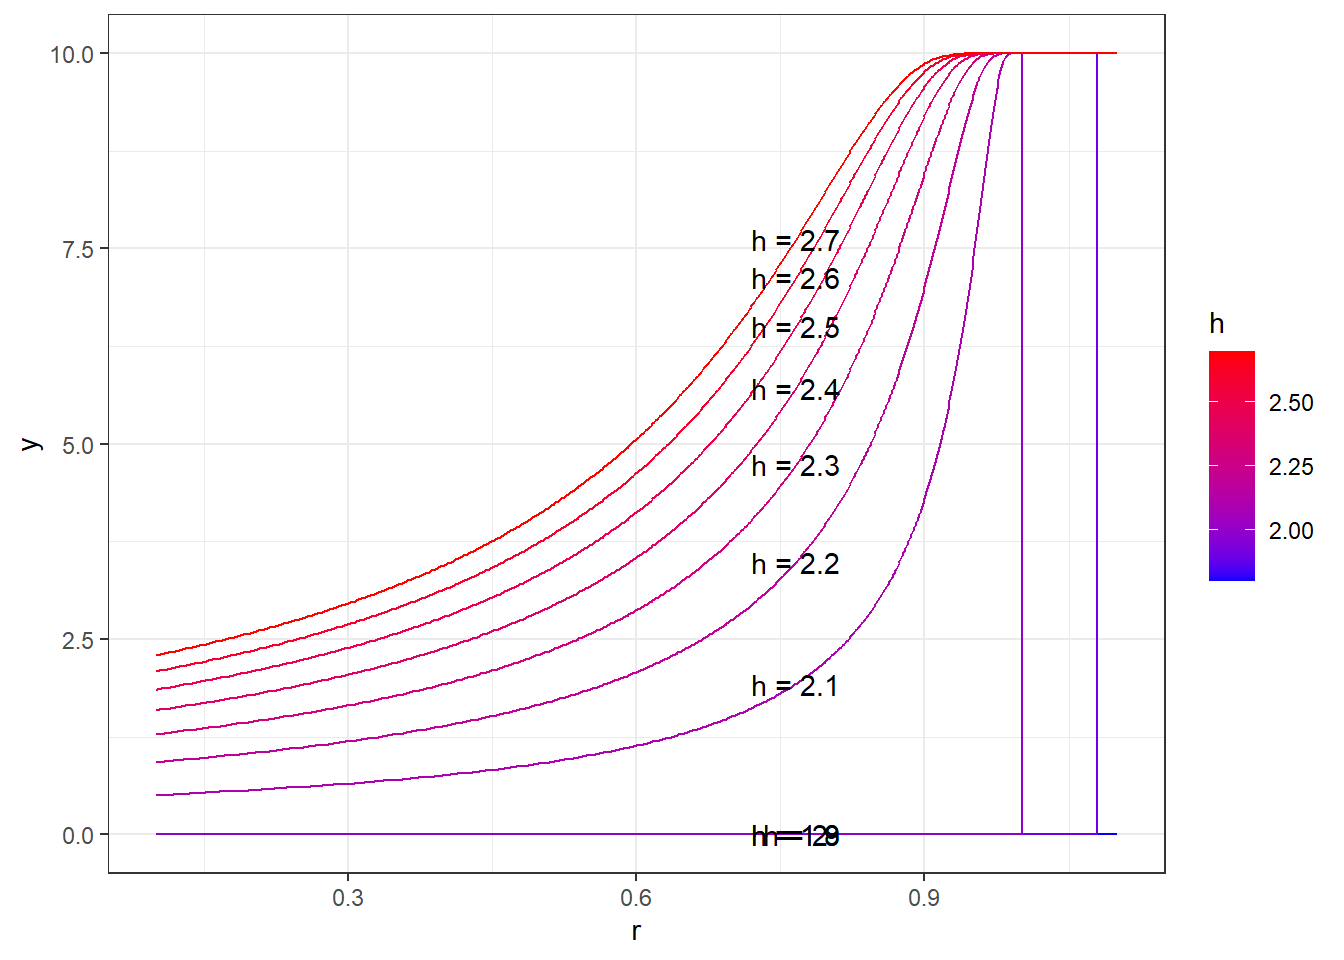 10.0
7.5
5.0
2.5
0.0
y
h = 2.7
h = 2.6
h = 2.5
h = 2.4
h = 2.3
h = 2.2
h = 2.1
0.3
0.6
0.9
r
h
2.50
2.25
2.00